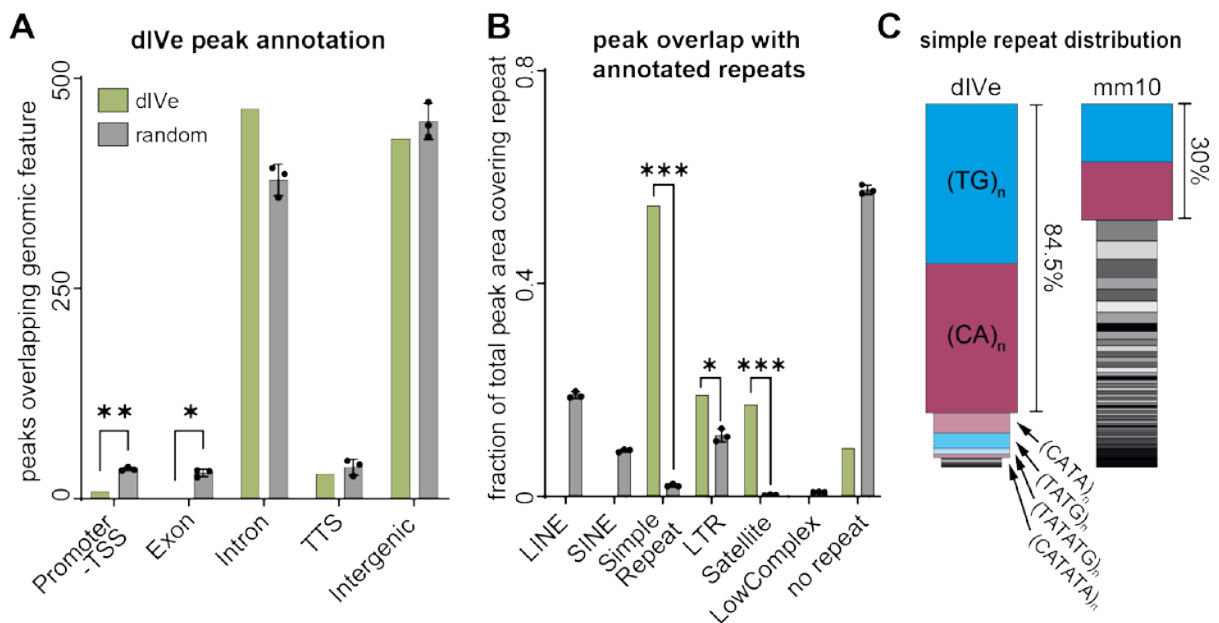 A
dIVe peak annotation
peaks overlapping genomic feature
500
250
0
dIVe
random
**
*
Promoter
-TSS
Exon
Intron
TTS
Intergenic
B
peak overlap with
annotated repeats
fraction of total peak area covering repeat
0.8
0.4
0
***
*
***
LINE
SINE
Simple
Repeat
LTR
Satellite
LowComplex
no repeat
C
simple repeat distribution
dIVe
mm10
(TG)n
(CA)n
84.5%
30%
(CATA)n
(TATG)n
(TATATG)n
(CATATA)n